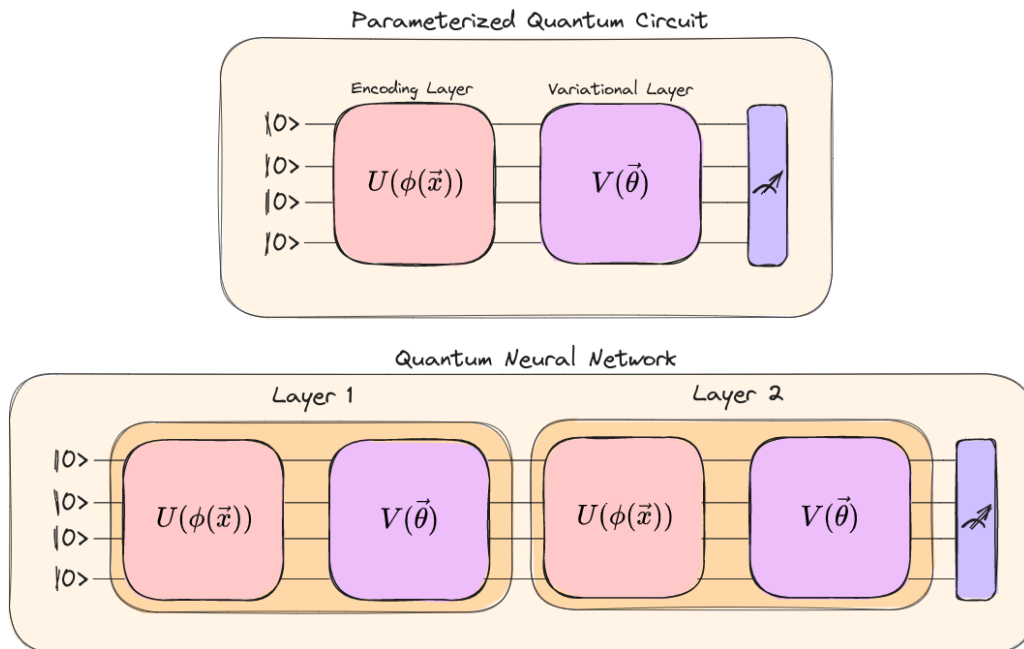 Parameterized Quantum Circuit
Encoding Layer
Variational Layer
|0>
|0>
|0>
|0>
U(ϕ(x⃗))
V(θ⃗)
Quantum Neural Network
Layer 1
Layer 2
|0>
|0>
|0>
|0>
U(ϕ(x⃗))
V(θ⃗)
U(ϕ(x⃗))
V(θ⃗)